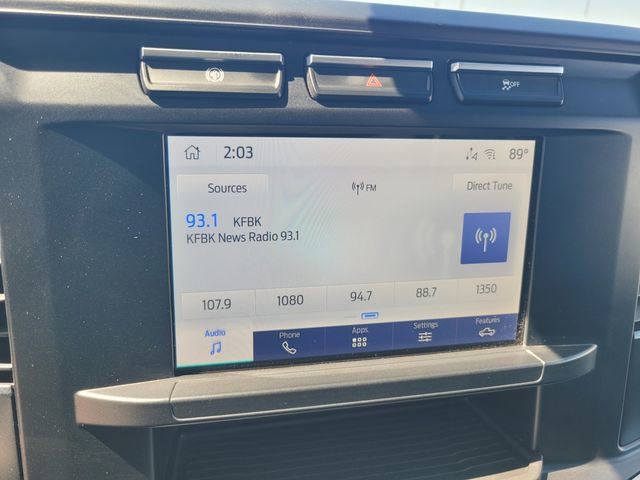 OFF
2:03
89°
Sources
FM
Direct Tune
93.1 KFBK
KFBK News Radio 93.1
107.9 1080 94.7 88.7 1350
Audio Phone Apps Settings Features